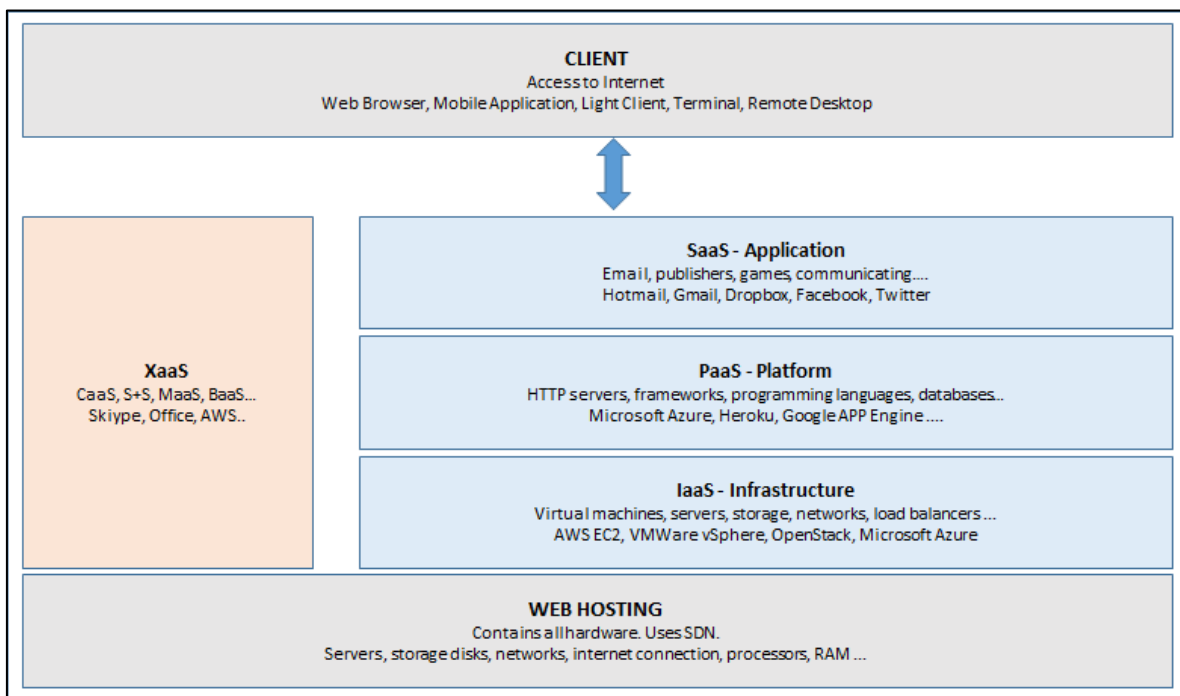 CLIENT
Access to Internet
Web Browser, Mobile Application, Light Client, Terminal, Remote Desktop
SaaS - Application
Email, publishers, games, communicating....
Hotmail, Gmail, Dropbox, Facebook, Twitter
XaaS
CaaS, S+S, MaaS, BaaS...
Skiype, Office, AWS..
PaaS - Platform
HTTP servers, frameworks, programming languages, databases...
Microsoft Azure, Heroku, Google APP Engine ....
IaaS - Infrastructure
Virtual machines, servers, storage, networks, load balancers ...
AWS EC2, VMWare vSphere, OpenStack, Microsoft Azure
WEB HOSTING
Contains all hardware. Uses SDN.
Servers, storage disks, networks, internet connection, processors, RAM ...